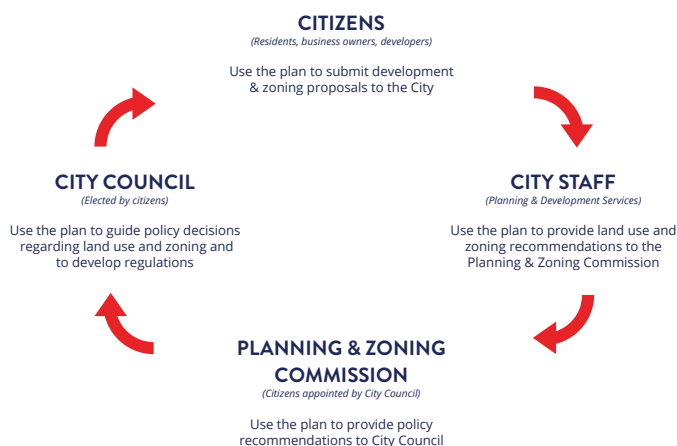 CITIZENS
(Residents, business owners, developers)
Use the plan to submit development
& zoning proposals to the City
CITY STAFF
(Planning & Development Services)
Use the plan to provide land use and
zoning recommendations to the
Planning & Zoning Commission
PLANNING & ZONING
COMMISSION
(Citizens appointed by City Council)
Use the plan to provide policy
recommendations to City Council
CITY COUNCIL
(Elected by citizens)
Use the plan to guide policy decisions
regarding land use and zoning and
to develop regulations